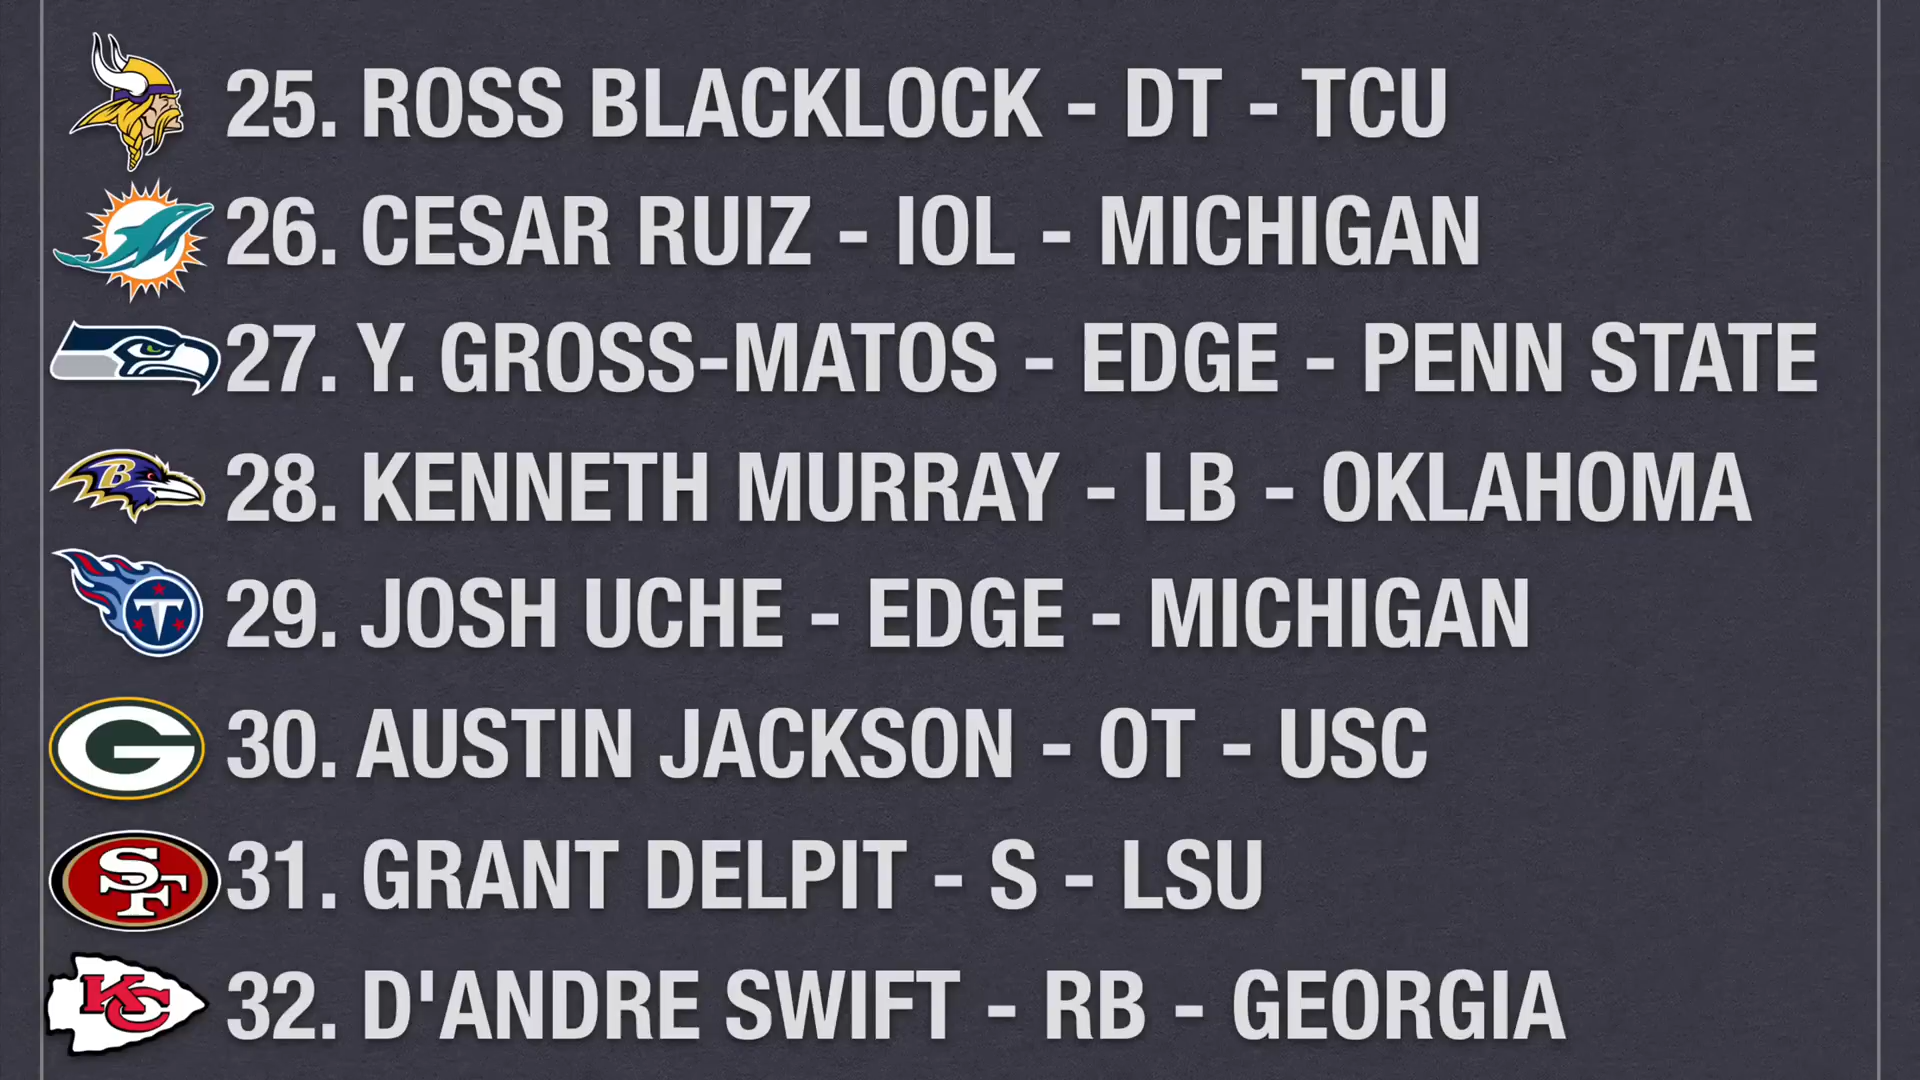 25. ROSS BLACKLOCK - DT - TCU
26. CESAR RUIZ - IOL - MICHIGAN
27. Y. GROSS-MATOS - EDGE - PENN STATE
B
28. KENNETH MURRAY - LB - OKLAHOMA
T
29. JOSH UCHE - EDGE - MICHIGAN
G
30. AUSTIN JACKSON - OT - USC
SF
31. GRANT DELPIT - S - LSU
KC
32. D'ANDRE SWIFT - RB - GEORGIA